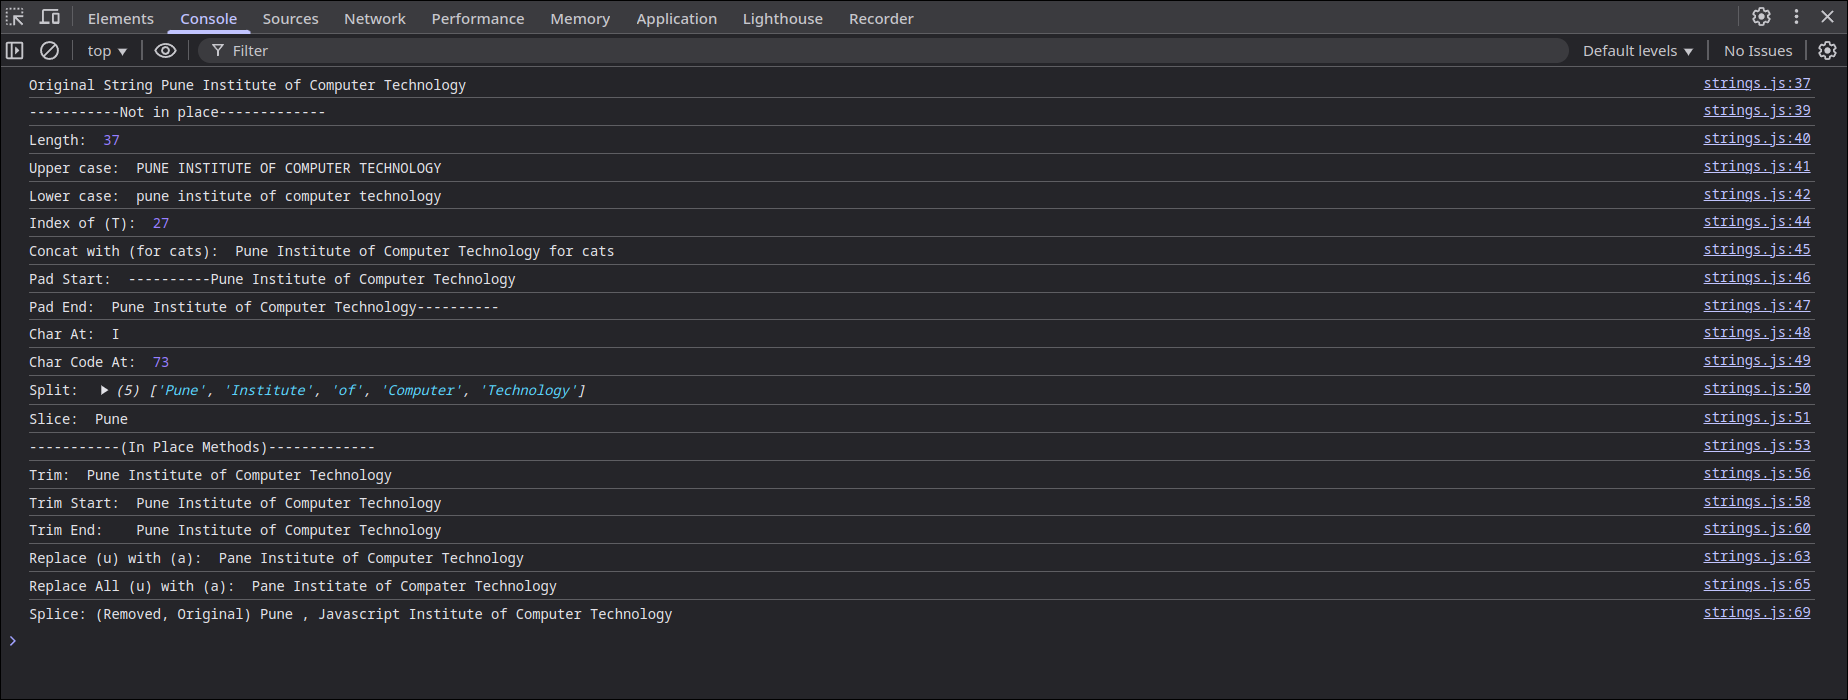 Elements Console Sources Network Performance Memory Application Lighthouse Recorder
top Filter Default levels No Issues
Original String Pune Institute of Computer Technology strings.js:37
-----------Not in place------------- strings.js:39
Length:  37 strings.js:40
Upper case:  PUNE INSTITUTE OF COMPUTER TECHNOLOGY strings.js:41
Lower case:  pune institute of computer technology strings.js:42
Index of (T):  27 strings.js:44
Concat with (for cats):  Pune Institute of Computer Technology for cats strings.js:45
Pad Start:  ----------Pune Institute of Computer Technology strings.js:46
Pad End:  Pune Institute of Computer Technology---------- strings.js:47
Char At:  I strings.js:48
Char Code At:  73 strings.js:49
Split:  (5) ['Pune', 'Institute', 'of', 'Computer', 'Technology'] strings.js:50
Slice:  Pune strings.js:51
-----------(In Place Methods)------------- strings.js:53
Trim:  Pune Institute of Computer Technology strings.js:56
Trim Start:  Pune Institute of Computer Technology strings.js:58
Trim End:    Pune Institute of Computer Technology strings.js:60
Replace (u) with (a):  Pane Institute of Computer Technology strings.js:63
Replace All (u) with (a):  Pane Institate of Compater Technology strings.js:65
Splice: (Removed, Original) Pune , Javascript Institute of Computer Technology strings.js:69